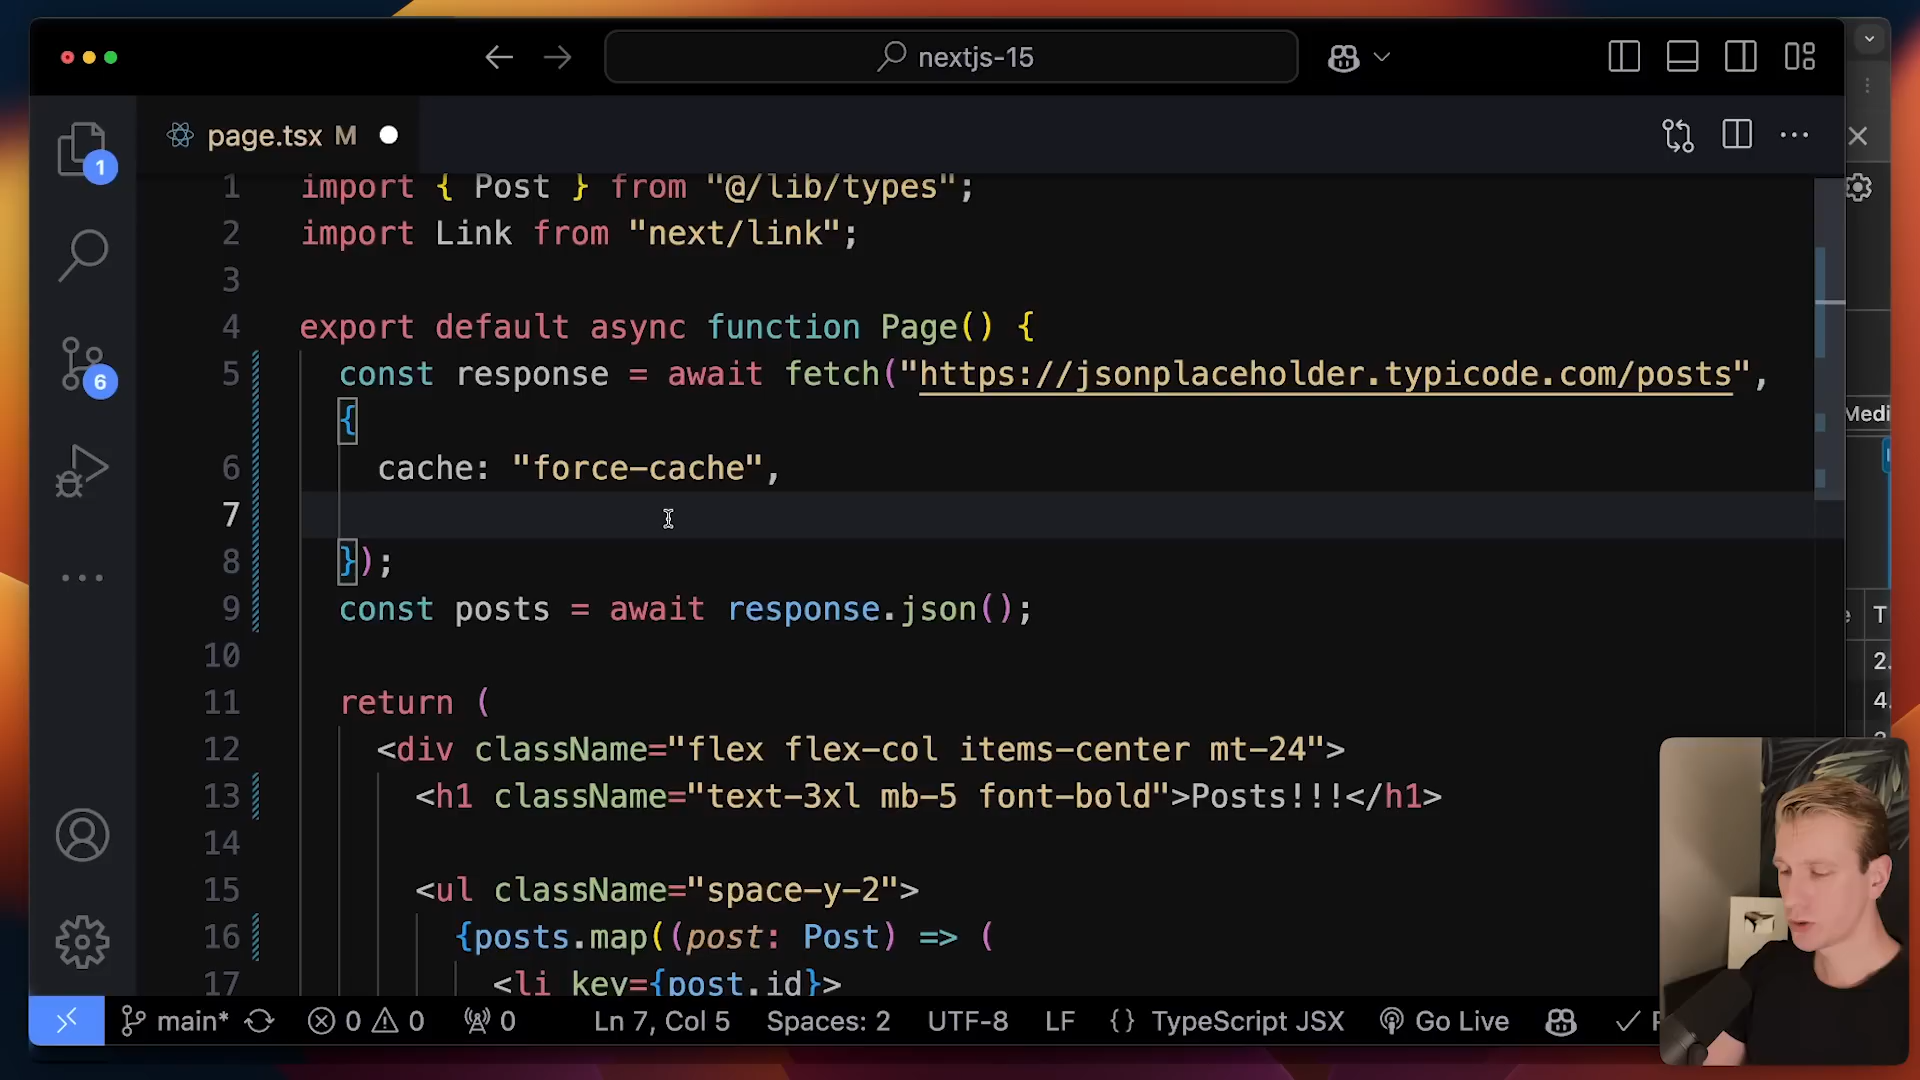 nextjs-15
page.tsx M
1
Medi
1 import { Post } from "@/lib/types";
2 import Link from "next/link";
3
4 export default async function Page() {
5 const response = await fetch("https://jsonplaceholder.typicode.com/posts",
{
6 cache: "force-cache",
7
8 });
9 const posts = await response.json();
10
11 return (
12 <div className="flex flex-col items-center mt-24">
13 <h1 className="text-3xl mb-5 font-bold">Posts!!!</h1>
14
15 <ul className="space-y-2">
16 {posts.map((post: Post) => (
17 <li key={post.id}>
6
T
2.
4.
main* 0 0 0 Ln 7, Col 5 Spaces: 2 UTF-8 LF {} TypeScript JSX Go Live